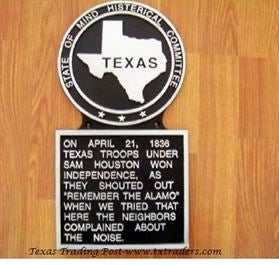 STATE OF MIND HISTERICAL COMMITTEE
TEXAS
ON APRIL 21, 1836
TEXAS TROOPS UNDER
SAM HOUSTON WON
INDEPENDENCE, AS
THEY SHOUTED OUT
"REMEMBER THE ALAMO"
WHEN WE TRIED THAT
HERE THE NEIGHBORS
COMPLAINED ABOUT
THE NOISE.
Texas Trading Post-www.txtraders.com